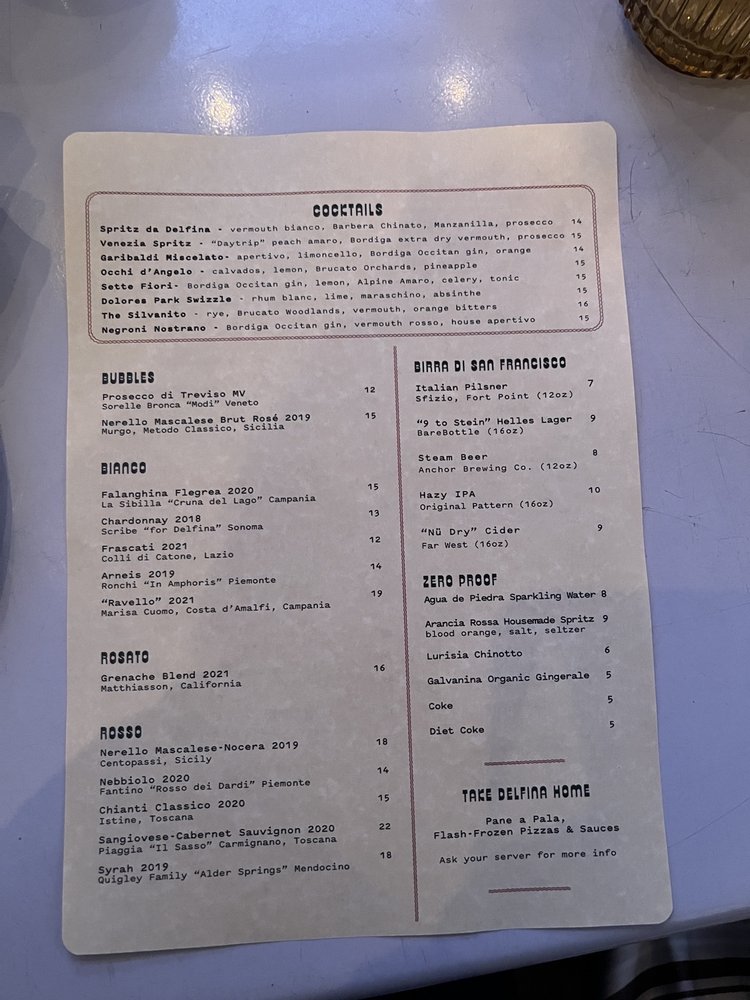 COCKTAILS
Spritz da Delfina - vermouth bianco, Barbera Chinato, Manzanilla, prosecco 14
Venezia Spritz - “Daytrip” peach amaro, Bordiga extra dry vermouth, prosecco 15
Garibaldi Miscelato- apertivo, limoncello, Bordiga Occitan gin, orange 14
Occhi d’Angelo - calvados, lemon, Brucato Orchards, pineapple 15
Sette Fiori- Bordiga Occitan gin, lemon, Alpine Amaro, celery, tonic 15
Dolores Park Swizzle - rhum blanc, lime, maraschino, absinthe 15
The Silvanito - rye, Brucato Woodlands, vermouth, orange bitters 16
Negroni Nostrano - Bordiga Occitan gin, vermouth rosso, house apertivo 15
BUBBLES
Prosecco di Treviso MV 12
Sorelle Bronca “Modi” Veneto
Nerello Mascalese Brut Rosé 2019 15
Murgo, Metodo Classico, Sicilia
BIANCO
Falanghina Flegrea 2020 15
La Sibilla “Cruna del Lago” Campania
Chardonnay 2018 13
Scribe “for Delfina” Sonoma
Frascati 2021 12
Colli di Catone, Lazio
Arneis 2019 14
Ronchi “In Amphoris” Piemonte
“Ravello” 2021 19
Marisa Cuomo, Costa d’Amalfi, Campania
ROSATO
Grenache Blend 2021 16
Matthiasson, California
ROSSO
Nerello Mascalese-Nocera 2019 18
Centopassi, Sicily
Nebbiolo 2020 14
Fantino “Rosso dei Dardi” Piemonte
Chianti Classico 2020 15
Istine, Toscana
Sangiovese-Cabernet Sauvignon 2020 22
Piaggia “Il Sasso” Carmignano, Toscana
Syrah 2019 18
Quigley Family “Alder Springs” Mendocino
BIRRA DI SAN FRANCISCO
Italian Pilsner 7
Sfizio, Fort Point (12oz)
“9 to Stein” Helles Lager 9
BareBottle (16oz)
Steam Beer 8
Anchor Brewing Co. (12oz)
Hazy IPA 10
Original Pattern (16oz)
“Nü Dry” Cider 9
Far West (16oz)
ZERO PROOF
Agua de Piedra Sparkling Water 8
Arancia Rossa Housemade Spritz 9
blood orange, salt, seltzer
Lurisia Chinotto 6
Galvanina Organic Gingerale 5
Coke 5
Diet Coke 5
TAKE DELFINA HOME
Pane a Pala,
Flash-Frozen Pizzas & Sauces
Ask your server for more info